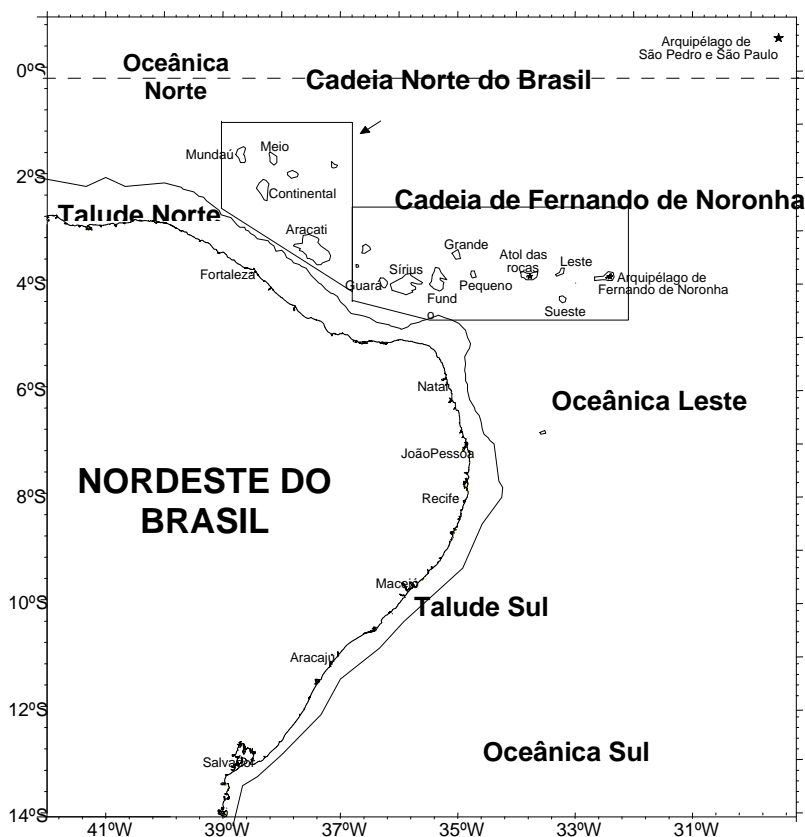 Arquipélago de
São Pedro e São Paulo
Oceânica
Norte
0ºS
Cadeia Norte do Brasil
Mundaú
Meio
2ºS
Continental
Cadeia de Fernando de Noronha
Talude Norte
Aracati
Grande
Atol das
rocas
Leste
Fortaleza
Sírius
4ºS
Guará
Pequeno
Arquipélago de
Fernando de Noronha
Fund
Sueste
6ºS
Natal
Oceânica Leste
JoãoPessoa
NORDESTE DO
BRASIL
8ºS
Recife
Maceió
10ºS
Talude Sul
Aracajú
12ºS
Oceânica Sul
Salvador
14ºS
41ºW
39ºW
37ºW
35ºW
33ºW
31ºW